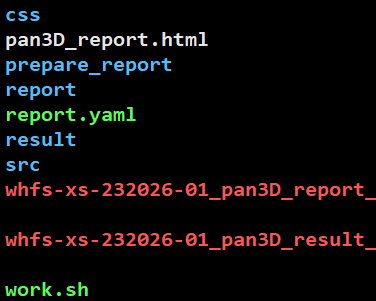 css
pan3D_report.html
prepare_report
report
report.yaml
result
src
whfs-xs-232026-01_pan3D_report_
whfs-xs-232026-01_pan3D_result_
work.sh